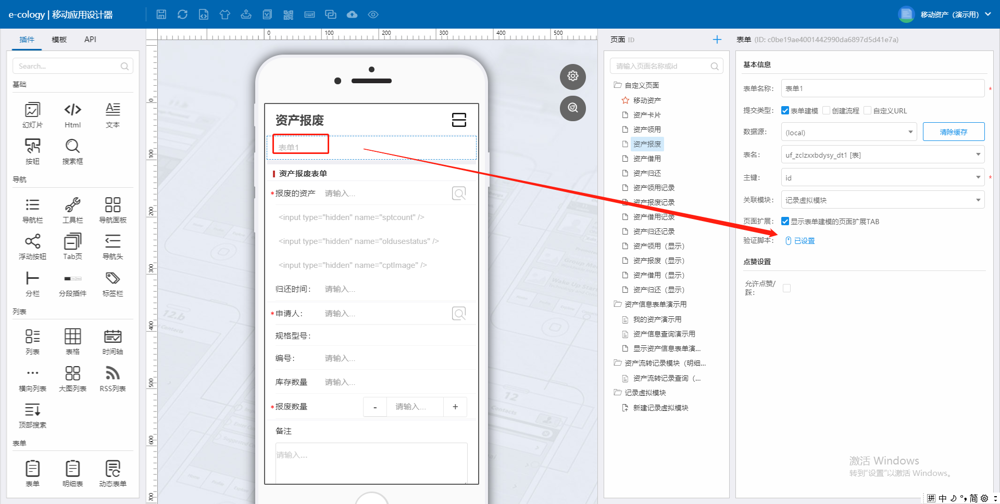 e-cology | 移动应用设计器
移动资产（演示用）
插件
模板
API
Search...
基础
幻灯片
Html
文本
按钮
搜索框
导航
导航栏
工具栏
导航面板
浮动按钮
Tab页
导航头
分栏
分段插件
标签栏
列表
列表
表格
时间轴
横向列表
大图列表
RSS列表
顶部搜索
表单
表单
明细表
动态表单
0
100
200
300
400
500
0
100
200
300
400
500
600
700
资产报废
表单1
资产报废表单
*报废的资产
请输入...
<input type="hidden" name="sptcount" />
<input type="hidden" name="oldusestatus" />
<input type="hidden" name="cptImage" />
归还时间：
请输入...
*申请人：
请输入...
规格型号：
编号：
请输入...
库存数量
请输入...
*报废数量
-
请输入...
+
备注
请输入...
页面 ID
请输入页面名称或id
自定义页面
移动资产
资产卡片
资产领用
资产报废
资产借用
资产归还
资产领用记录
资产报废记录
资产借用记录
资产归还记录
资产领用（显示）
资产报废（显示）
资产借用（显示）
资产归还（显示）
资产信息表单演示用
我的资产演示用
资产信息查询演示用
显示资产信息表单演...
资产流转记录模块（明细...
资产流转记录查询（...
记录虚拟模块
新建记录虚拟模块
表单 (ID: c0be19ae4001442990da6897d5d41e7a)
基本信息
表单名称：
表单1
*
提交类型：
表单建模
创建流程
自定义URL
数据源：
(local)
清除缓存
表名：
uf_zclzxxbdysy_dt1 [表]
主键：
id
*
关联模块：
记录虚拟模块
页面扩展：
显示表单建模的页面扩展TAB
验证脚本：
已设置
点赞设置
允许点赞/
踩：
激活 Windows
转到"设置"以激活 Windows。
拼 中 简